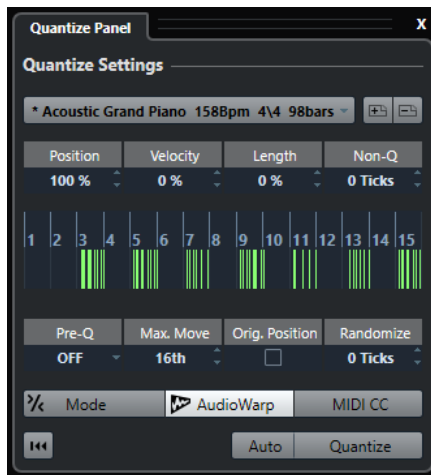 Quantize Panel X
Quantize Settings
* Acoustic Grand Piano 158Bpm 4\4 98bars
Position Velocity Length Non-Q
100 % 0 % 0 % 0 Ticks
1 2 3 4 5 6 7 8 9 10 11 12 13 14 15
Pre-Q Max. Move Orig. Position Randomize
OFF 16th 0 Ticks
Mode AudioWarp MIDI CC
Auto Quantize